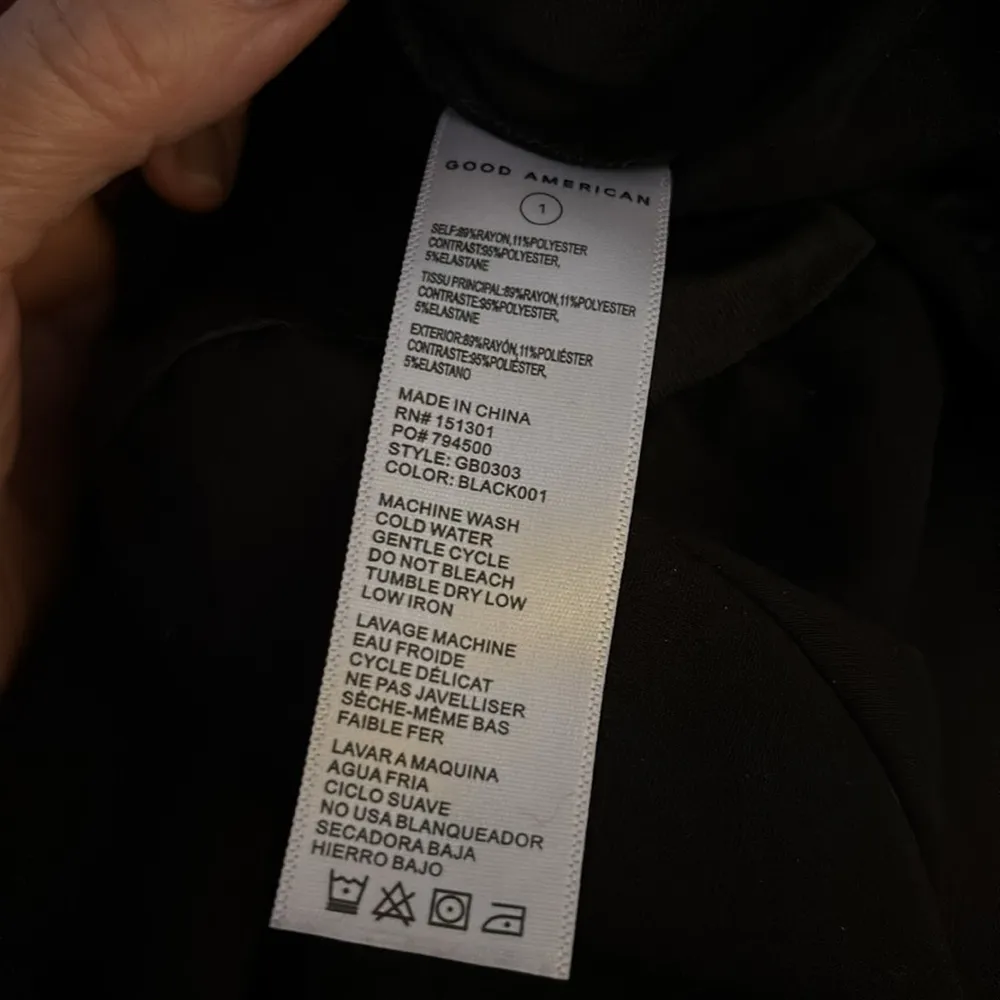 GOOD AMERICAN
1
SELF:89%RAYON,11%POLYESTER
CONTRAST:95%POLYESTER,
5%ELASTANE
TISSU PRINCIPAL:89%RAYON,11%POLYESTER
CONTRASTE:95%POLYESTER,
5%ELASTANE
EXTERIOR:89%RAYÓN,11%POLIÉSTER
CONTRASTE:95%POLIÉSTER,
5%ELASTANO
MADE IN CHINA
RN# 151301
PO# 794500
STYLE: GB0303
COLOR: BLACK001
MACHINE WASH
COLD WATER
GENTLE CYCLE
DO NOT BLEACH
TUMBLE DRY LOW
LOW IRON
LAVAGE MACHINE
EAU FROIDE
CYCLE DÉLICAT
NE PAS JAVELLISER
SÈCHE-MÊME BAS
FAIBLE FER
LAVAR A MAQUINA
AGUA FRIA
CICLO SUAVE
NO USA BLANQUEADOR
SECADORA BAJA
HIERRO BAJO